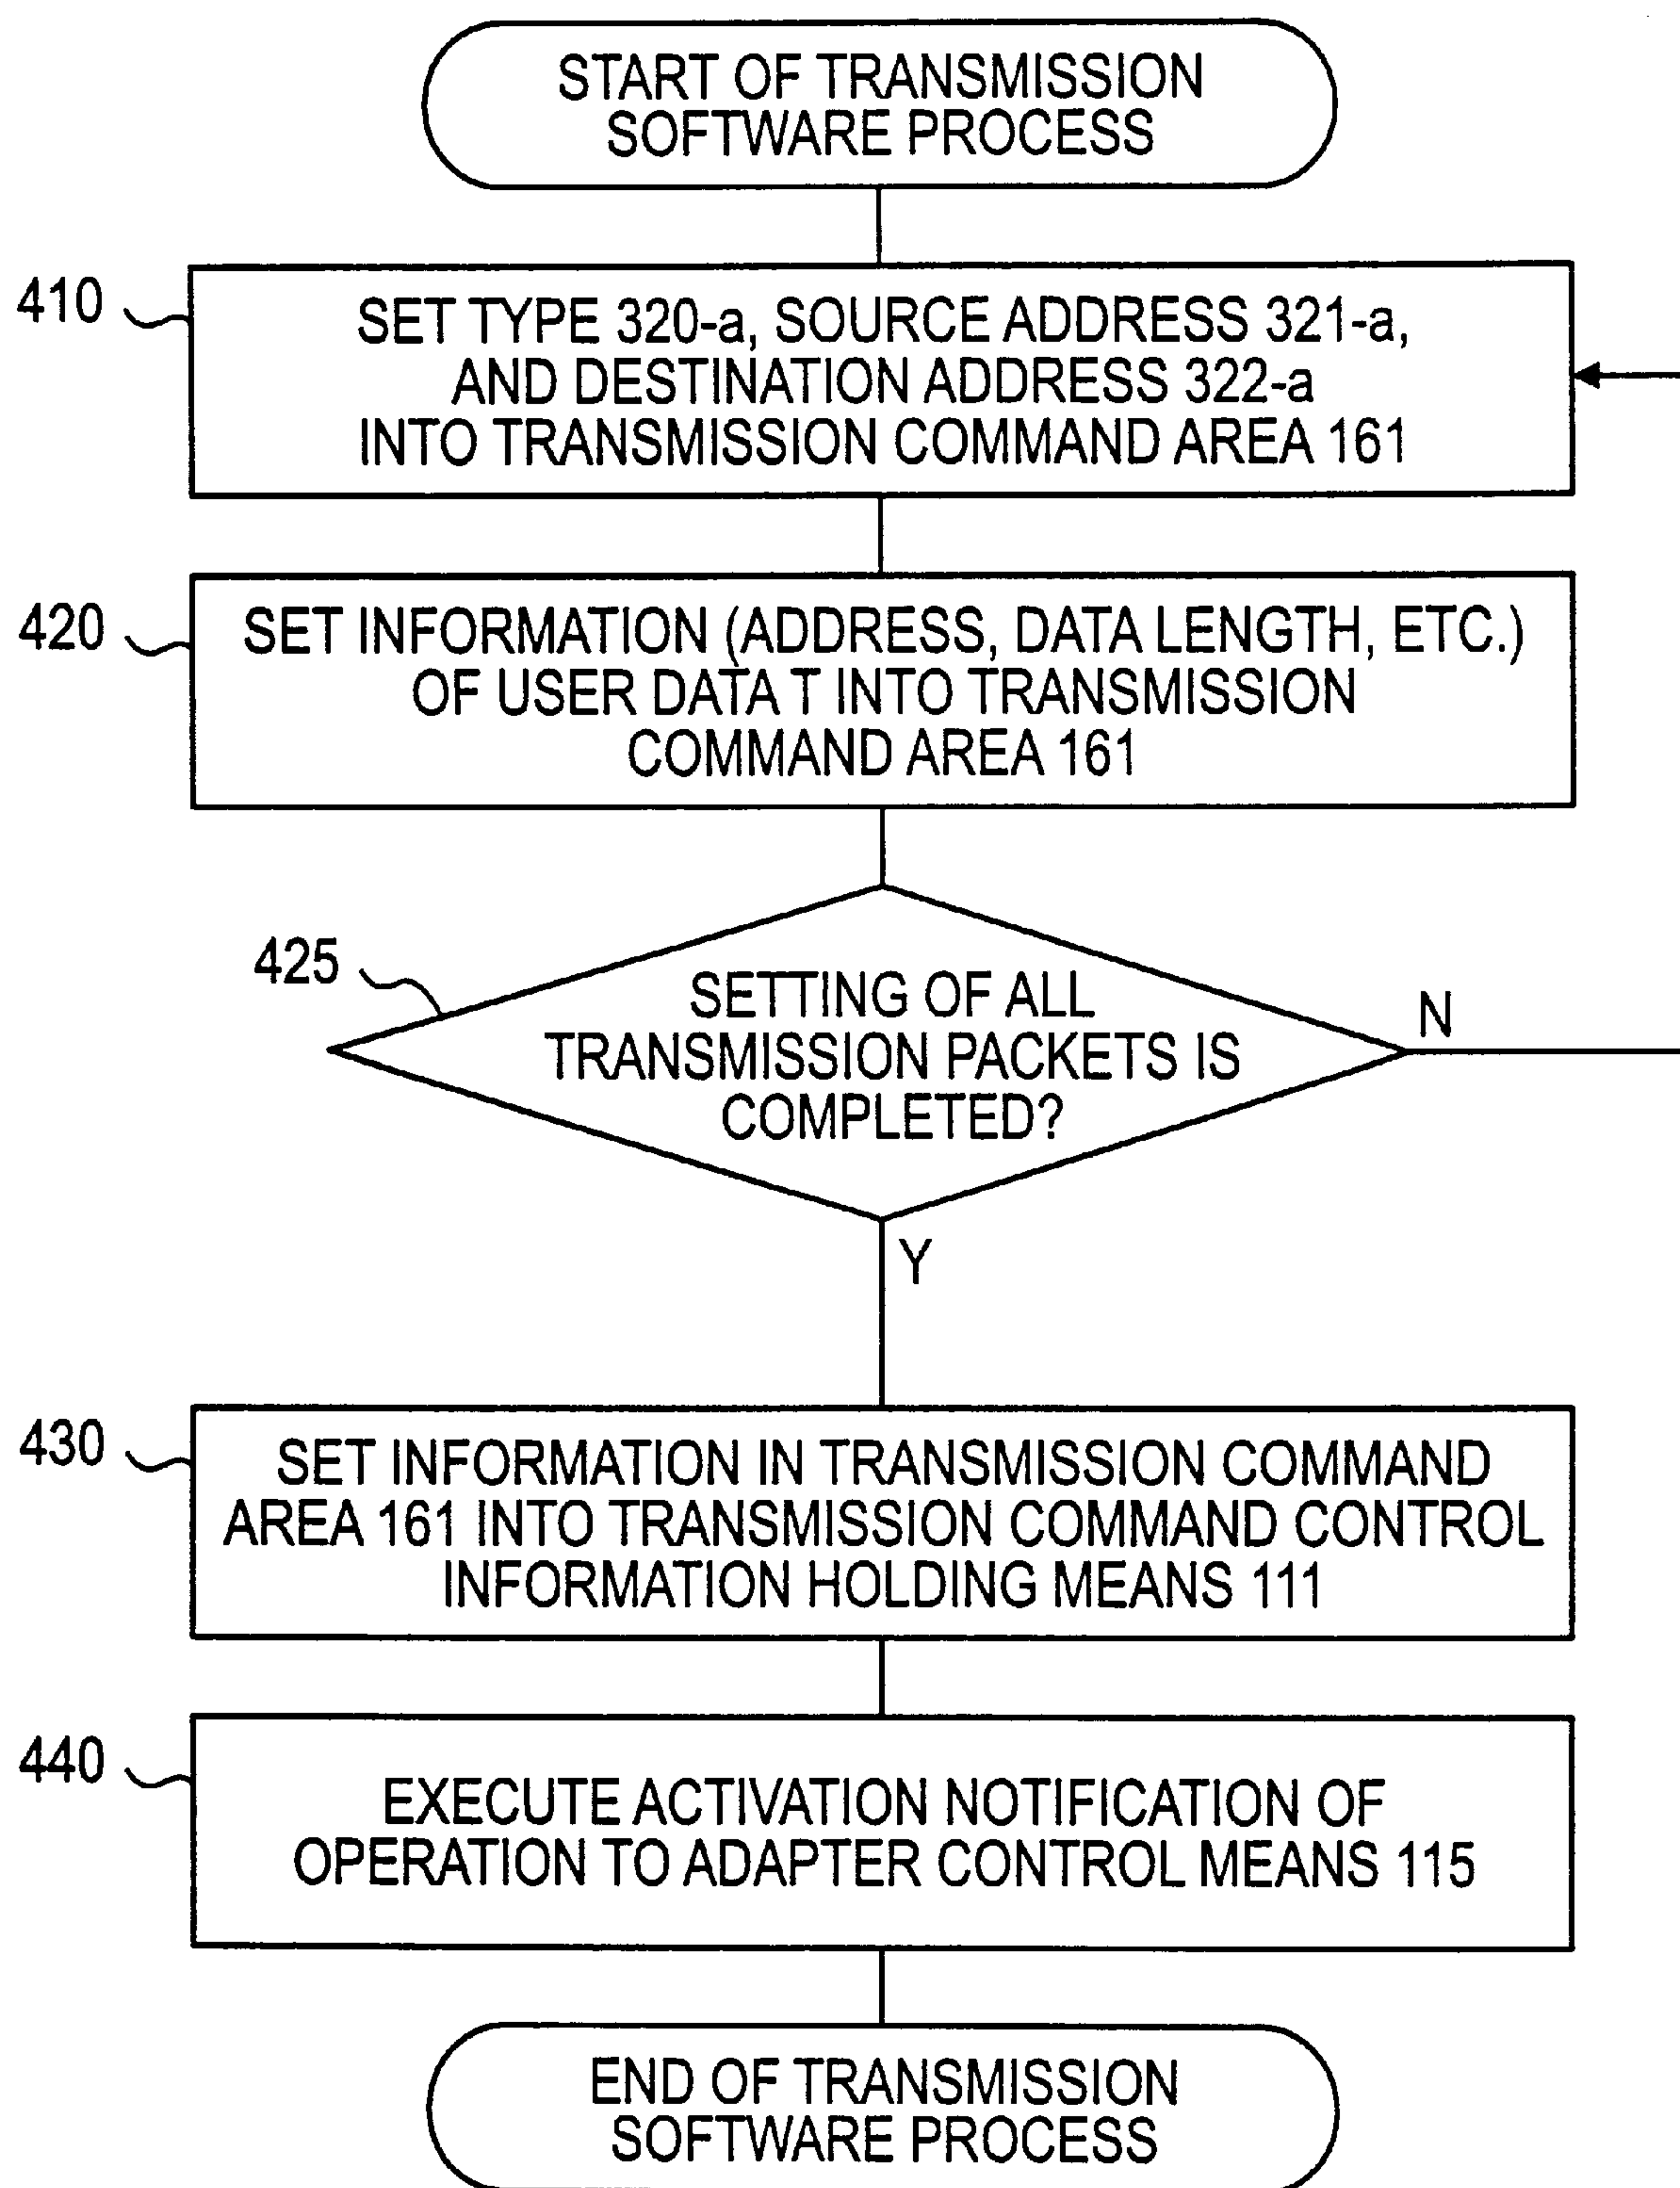 START OF TRANSMISSION
SOFTWARE PROCESS
410
SET TYPE 320-a, SOURCE ADDRESS 321-a,
AND DESTINATION ADDRESS 322-a
INTO TRANSMISSION COMMAND AREA 161
420
SET INFORMATION (ADDRESS, DATA LENGTH, ETC.)
OF USER DATA T INTO TRANSMISSION
COMMAND AREA 161
425
SETTING OF ALL
TRANSMISSION PACKETS IS
COMPLETED?
N
Y
430
SET INFORMATION IN TRANSMISSION COMMAND
AREA 161 INTO TRANSMISSION COMMAND CONTROL
INFORMATION HOLDING MEANS 111
440
EXECUTE ACTIVATION NOTIFICATION OF
OPERATION TO ADAPTER CONTROL MEANS 115
END OF TRANSMISSION
SOFTWARE PROCESS